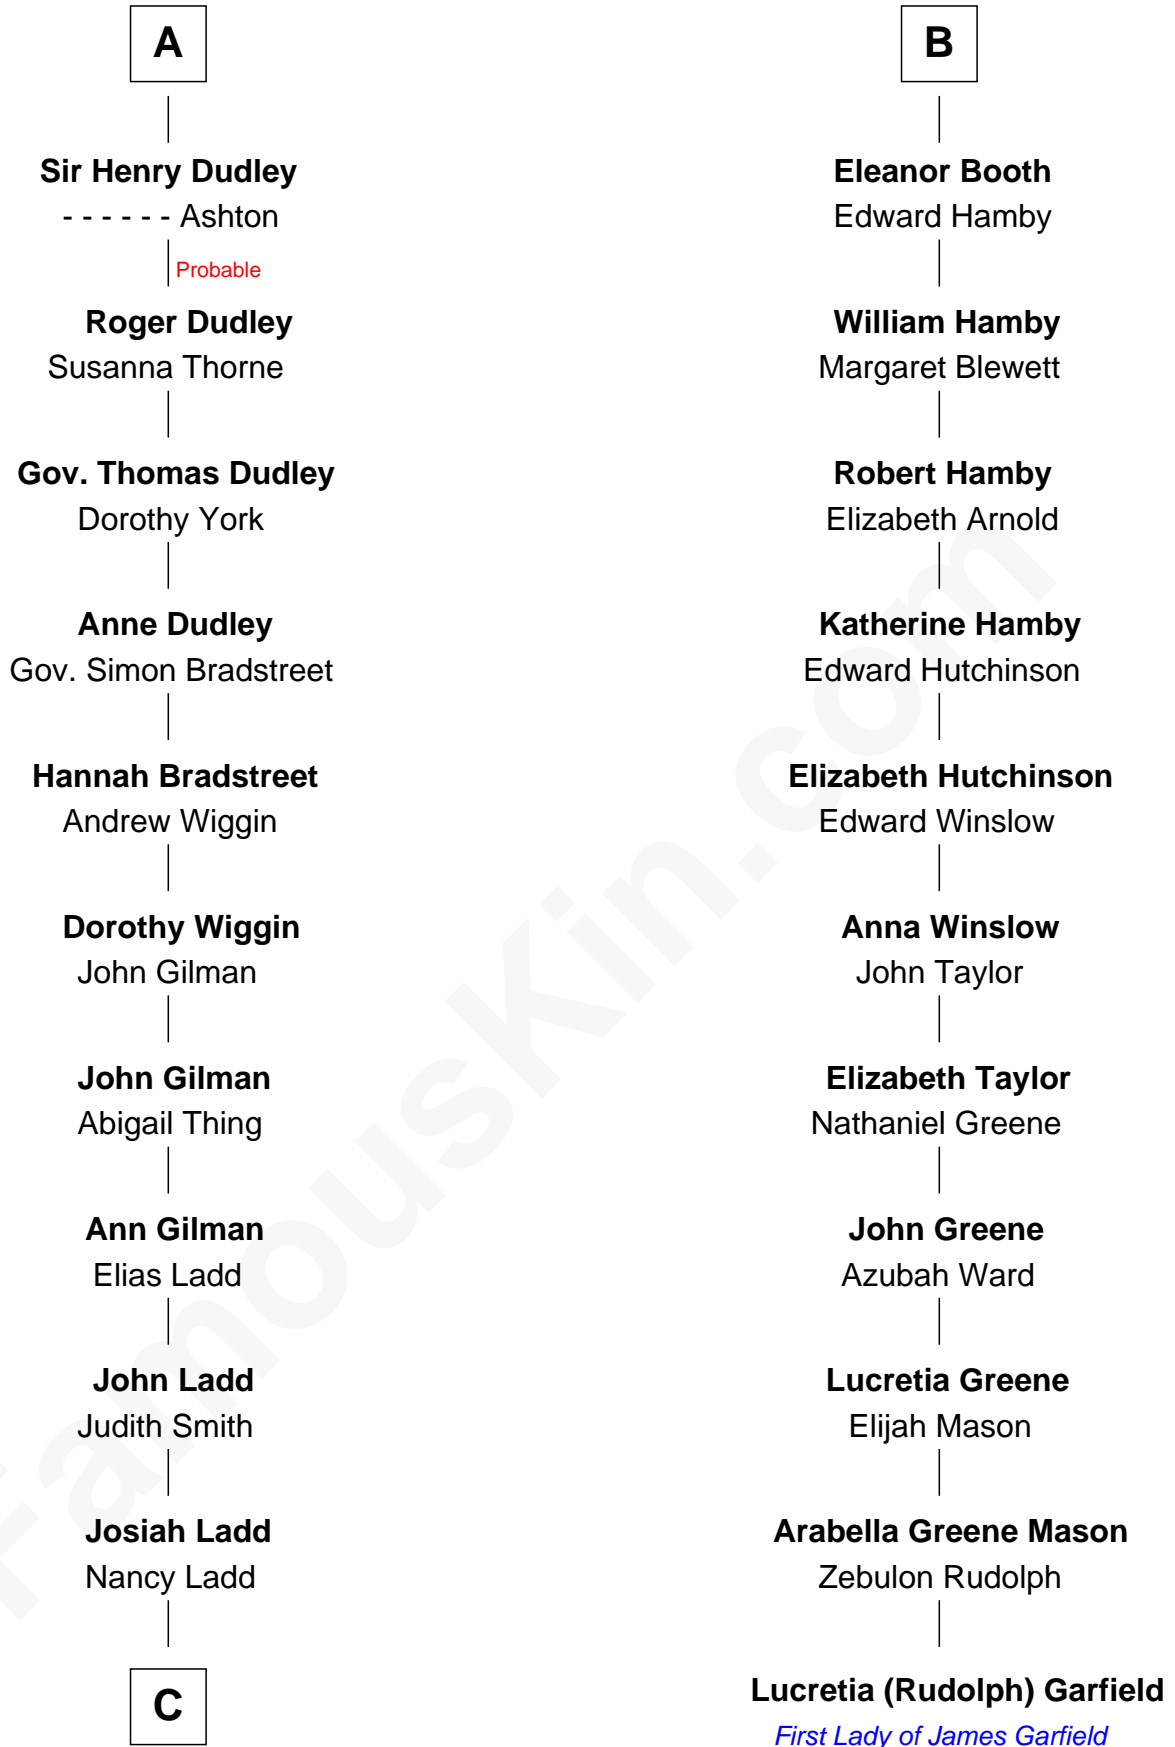 A
Sir Henry Dudley
- - - - - - Ashton
Probable
Roger Dudley
Susanna Thorne
Gov. Thomas Dudley
Dorothy York
Anne Dudley
Gov. Simon Bradstreet
Hannah Bradstreet
Andrew Wiggin
Dorothy Wiggin
John Gilman
John Gilman
Abigail Thing
Ann Gilman
Elias Ladd
John Ladd
Judith Smith
Josiah Ladd
Nancy Ladd
C
B
Eleanor Booth
Edward Hamby
William Hamby
Margaret Blewett
Robert Hamby
Elizabeth Arnold
Katherine Hamby
Edward Hutchinson
Elizabeth Hutchinson
Edward Winslow
Anna Winslow
John Taylor
Elizabeth Taylor
Nathaniel Greene
John Greene
Azubah Ward
Lucretia Greene
Elijah Mason
Arabella Greene Mason
Zebulon Rudolph
Lucretia (Rudolph) Garfield
First Lady of James Garfield
FamousKin.com